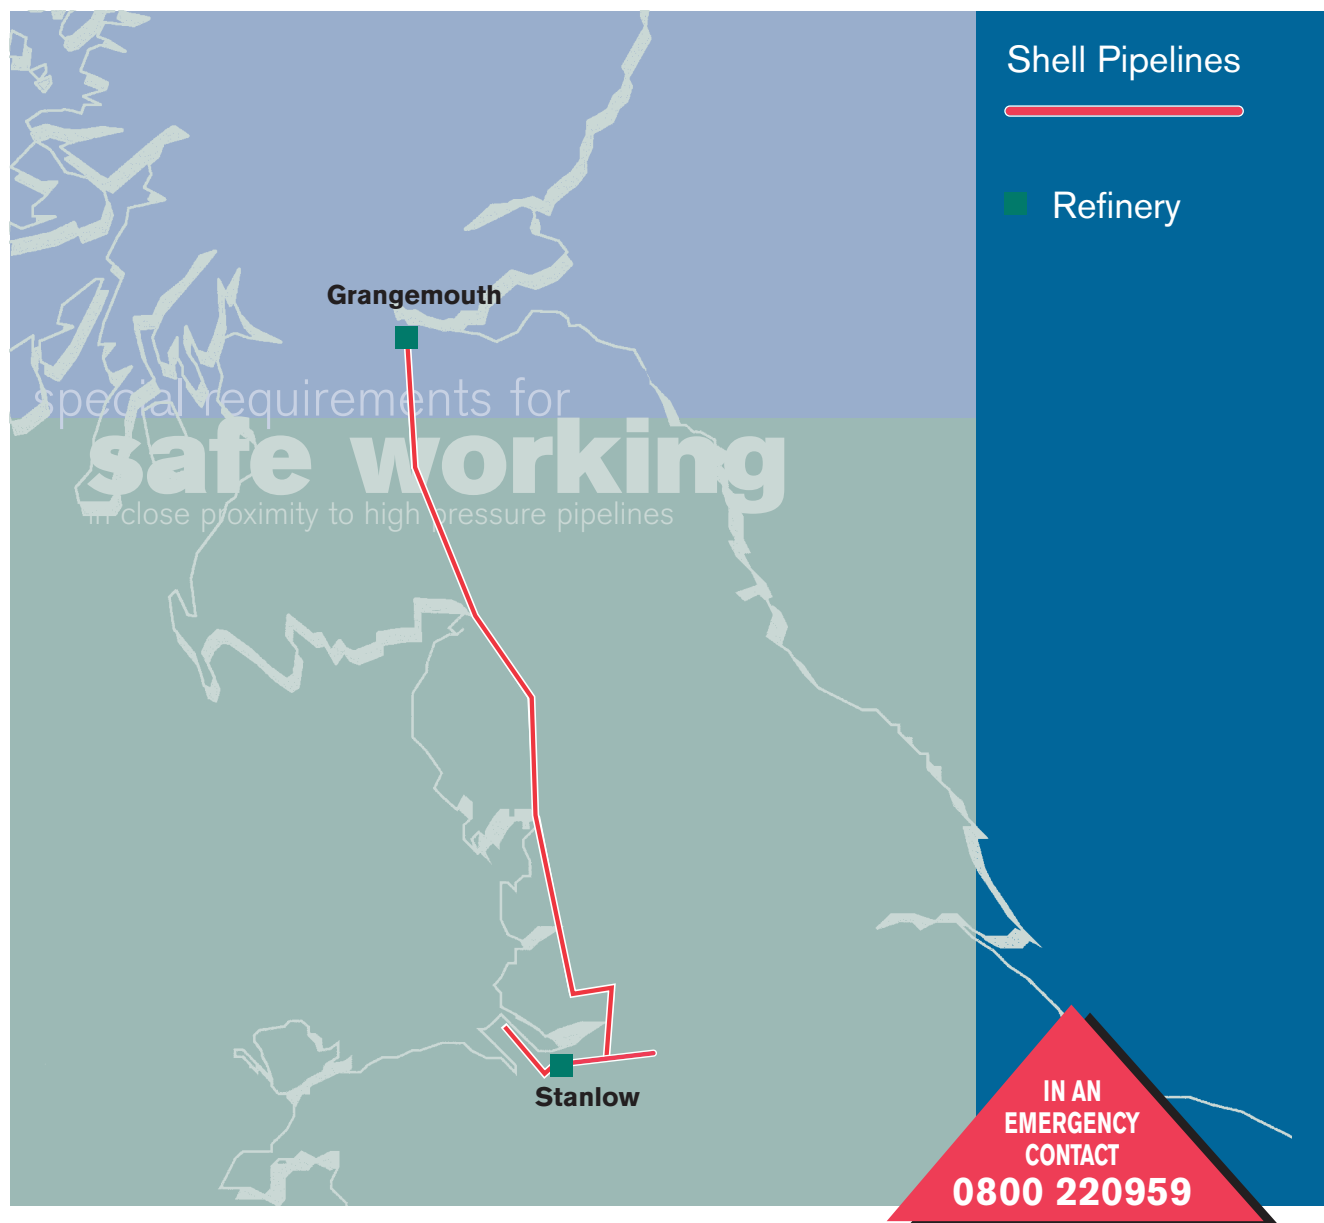 Shell Pipelines
Refinery
Grangemouth
special requirements for
safe working
in close proximity to high pressure pipelines
Stanlow
IN AN
EMERGENCY
CONTACT
0800 220959